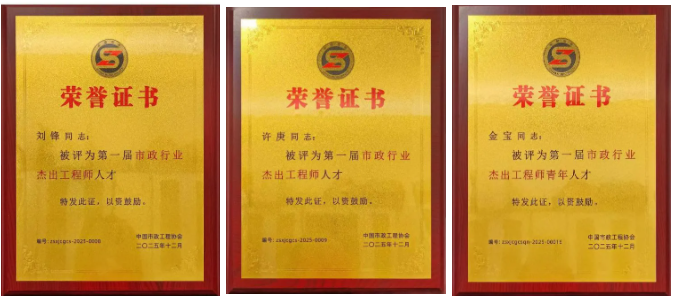 荣誉证书
刘锋同志：
被评为第一届市政行业
杰出工程师人才
特发此证，以资鼓励。
中国市政工程协会
二〇二五年十二月
荣誉证书
许庚同志：
被评为第一届市政行业
杰出工程师人才
特发此证，以资鼓励。
中国市政工程协会
二〇二五年十二月
荣誉证书
金宝同志：
被评为第一届市政行业
杰出工程师青年人才
特发此证，以资鼓励。
中国市政工程协会
二〇二五年十二月